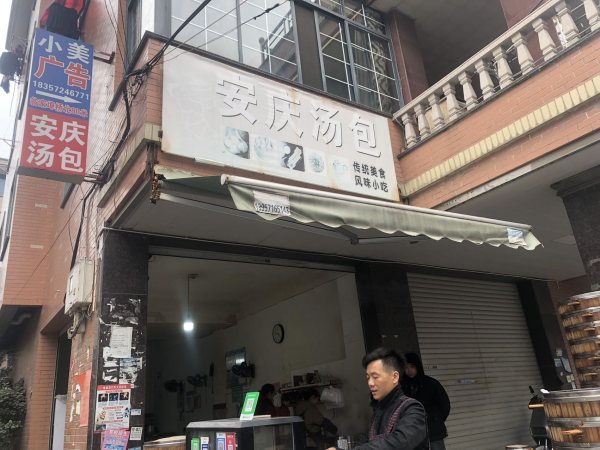 小美
广告
18357246771
安庆
汤包
安庆汤包
传统美食
风味小吃